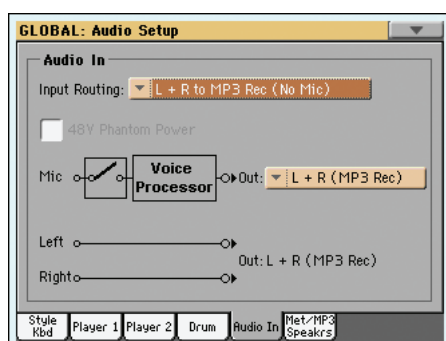 GLOBAL: Audio Setup
Audio In
Input Routing: L + R to MP3 Rec (No Mic)
48V Phantom Power
Mic Voice Processor Out: L + R (MP3 Rec)
Left
Out: L + R (MP3 Rec)
Right
Style Kbd Player 1 Player 2 Drum Audio In Met/MP3 Speakrs